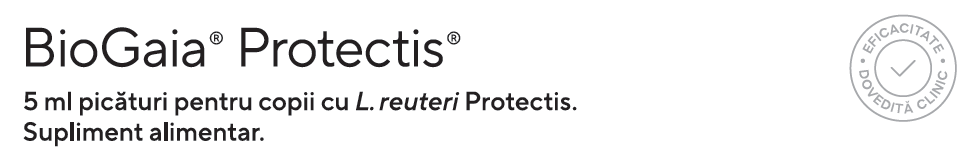 BioGaia® Protectis®
5 ml picături pentru copii cu L. reuteri Protectis.
Supliment alimentar.
EFICACITATE
DOVEDITĂ CLINIC